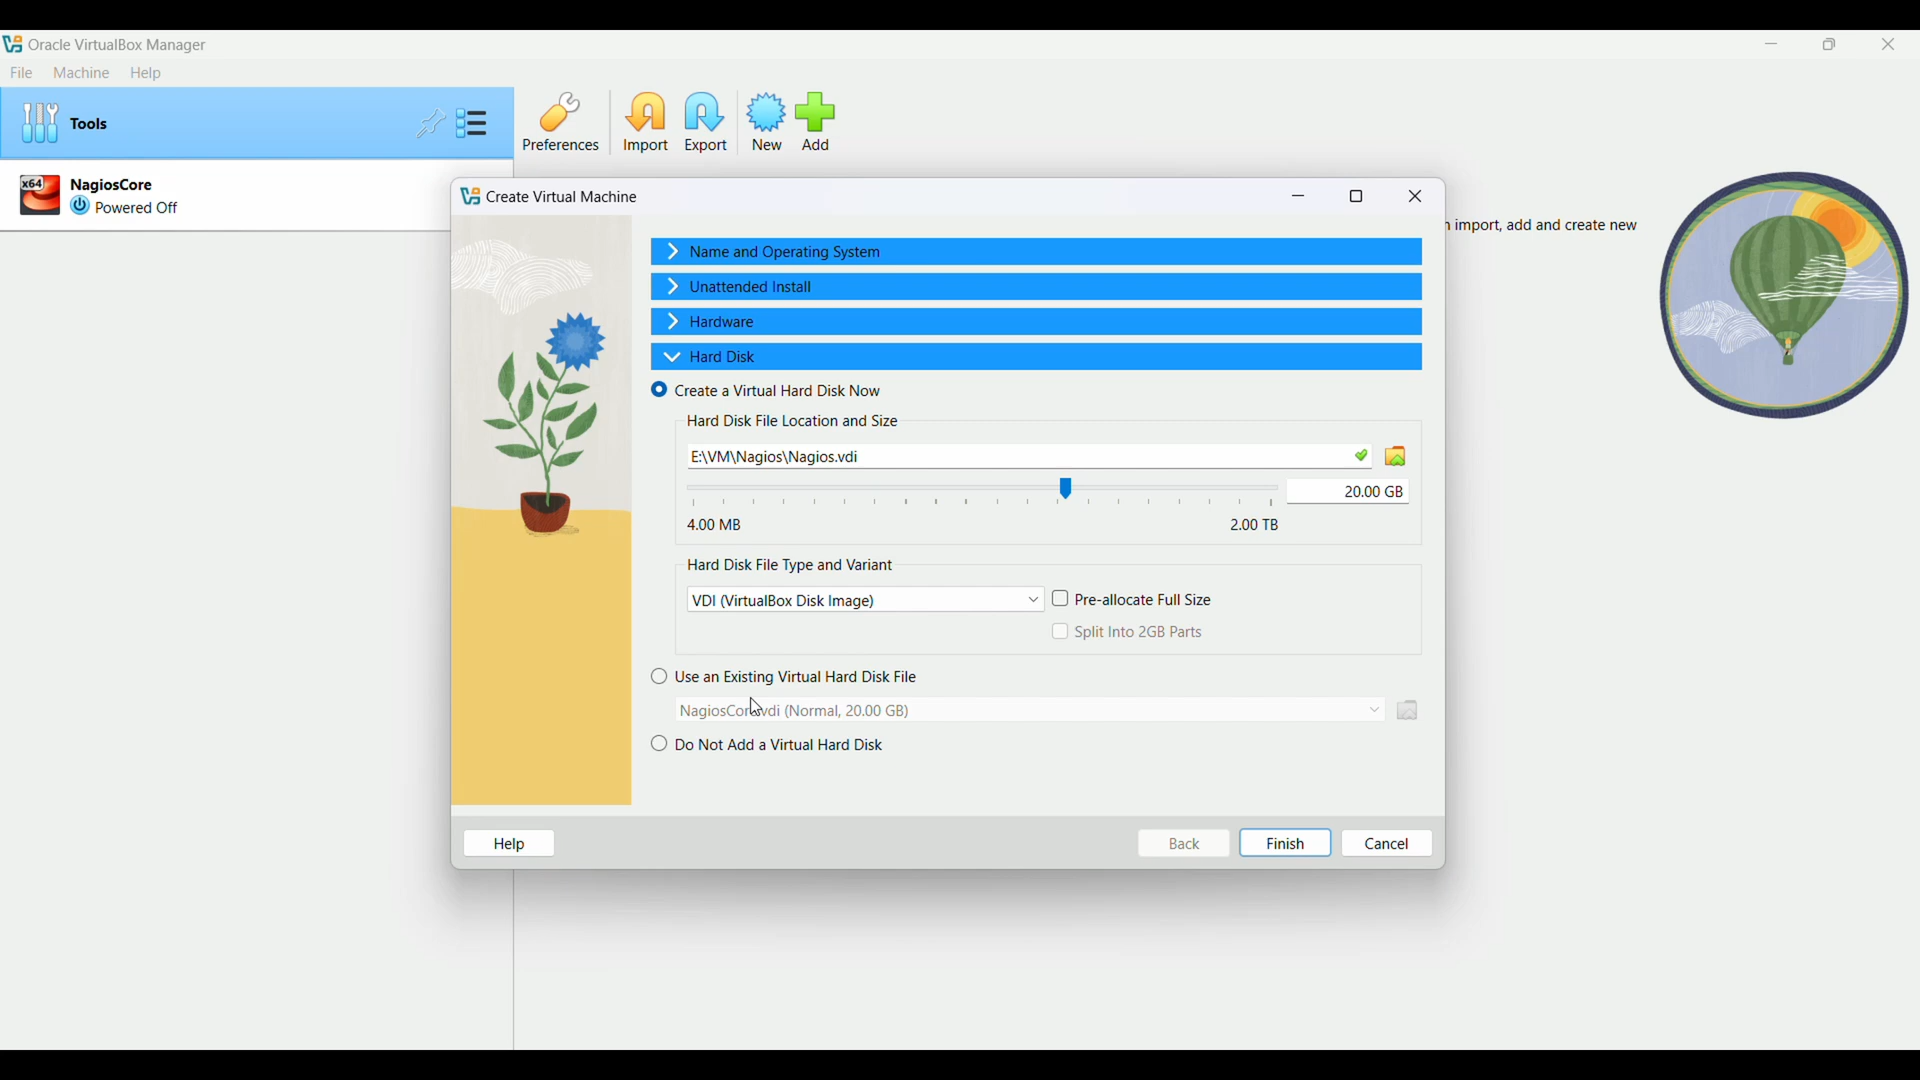 Oracle VirtualBox Manager
File Machine Help
Tools
Preferences Import Export New Add
x64 NagiosCore
Powered Off
Create Virtual Machine
import, add and create new
Name and Operating System
Unattended Install
Hardware
Hard Disk
Create a Virtual Hard Disk Now
Hard Disk File Location and Size
E:\VM\Nagios\Nagios.vdi
20.00 GB
4.00 MB 2.00 TB
Hard Disk File Type and Variant
VDI (VirtualBox Disk Image) Pre-allocate Full Size
Split Into 2GB Parts
Use an Existing Virtual Hard Disk File
(Normal, 20.00 GB)
Do Not Add a Virtual Hard Disk
Help Back Finish Cancel